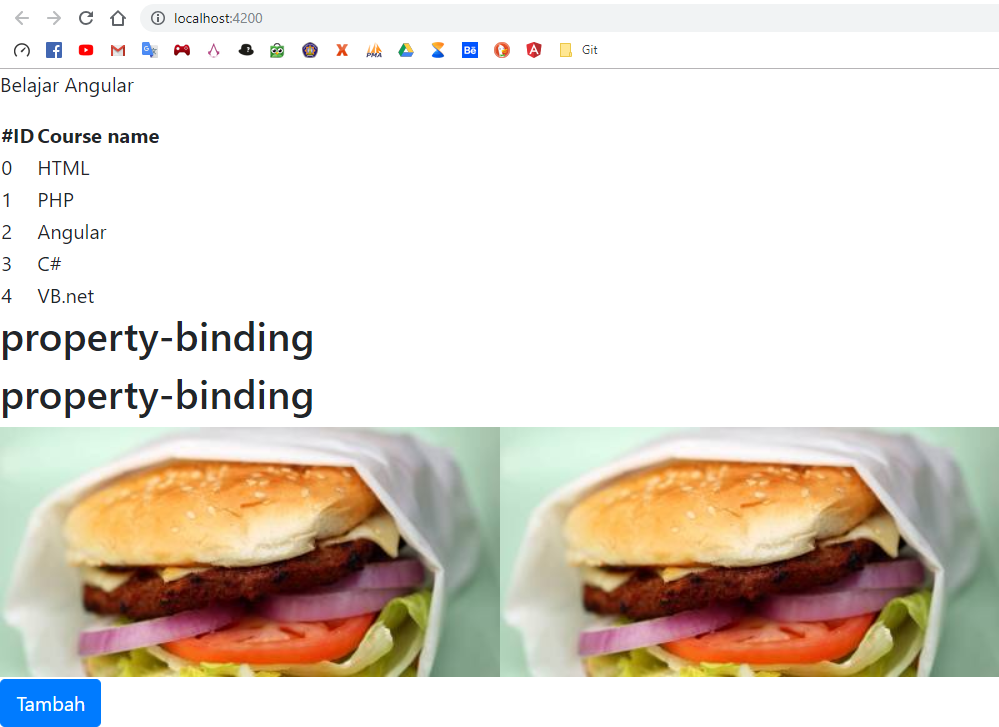 localhost:4200
Bē Git
Belajar Angular
#ID Course name
0 HTML
1 PHP
2 Angular
3 C#
4 VB.net
property-binding
property-binding
Tambah